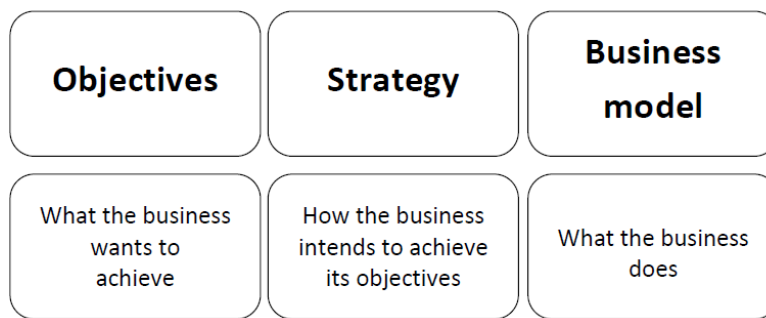 Objectives
Strategy
Business
model
What the business
wants to
achieve
How the business
intends to achieve
its objectives
What the business
does